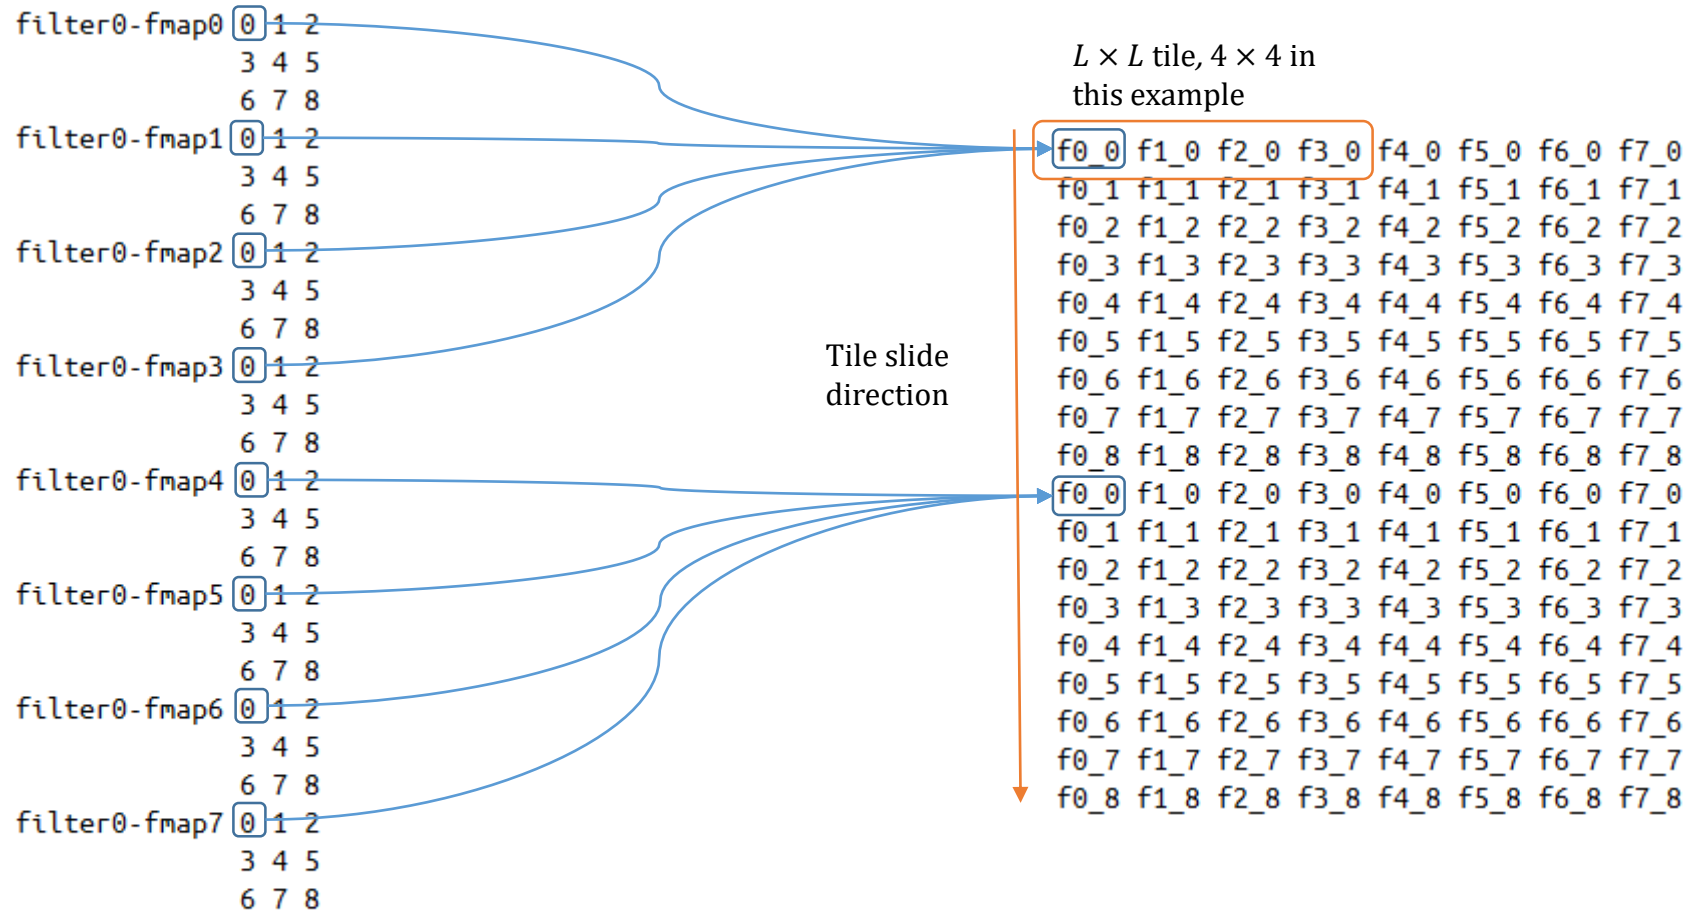 filter0-fmap0 0 1 2
3 4 5
6 7 8
filter0-fmap1 0 1 2
3 4 5
6 7 8
filter0-fmap2 0 1 2
3 4 5
6 7 8
filter0-fmap3 0 1 2
3 4 5
6 7 8
filter0-fmap4 0 1 2
3 4 5
6 7 8
filter0-fmap5 0 1 2
3 4 5
6 7 8
filter0-fmap6 0 1 2
3 4 5
6 7 8
filter0-fmap7 0 1 2
3 4 5
6 7 8
Tile slide
direction
L × L tile, 4 × 4 in
this example
f0_0 f1_0 f2_0 f3_0 f4_0 f5_0 f6_0 f7_0
f0_1 f1_1 f2_1 f3_1 f4_1 f5_1 f6_1 f7_1
f0_2 f1_2 f2_2 f3_2 f4_2 f5_2 f6_2 f7_2
f0_3 f1_3 f2_3 f3_3 f4_3 f5_3 f6_3 f7_3
f0_4 f1_4 f2_4 f3_4 f4_4 f5_4 f6_4 f7_4
f0_5 f1_5 f2_5 f3_5 f4_5 f5_5 f6_5 f7_5
f0_6 f1_6 f2_6 f3_6 f4_6 f5_6 f6_6 f7_6
f0_7 f1_7 f2_7 f3_7 f4_7 f5_7 f6_7 f7_7
f0_8 f1_8 f2_8 f3_8 f4_8 f5_8 f6_8 f7_8
f0_0 f1_0 f2_0 f3_0 f4_0 f5_0 f6_0 f7_0
f0_1 f1_1 f2_1 f3_1 f4_1 f5_1 f6_1 f7_1
f0_2 f1_2 f2_2 f3_2 f4_2 f5_2 f6_2 f7_2
f0_3 f1_3 f2_3 f3_3 f4_3 f5_3 f6_3 f7_3
f0_4 f1_4 f2_4 f3_4 f4_4 f5_4 f6_4 f7_4
f0_5 f1_5 f2_5 f3_5 f4_5 f5_5 f6_5 f7_5
f0_6 f1_6 f2_6 f3_6 f4_6 f5_6 f6_6 f7_6
f0_7 f1_7 f2_7 f3_7 f4_7 f5_7 f6_7 f7_7
f0_8 f1_8 f2_8 f3_8 f4_8 f5_8 f6_8 f7_8